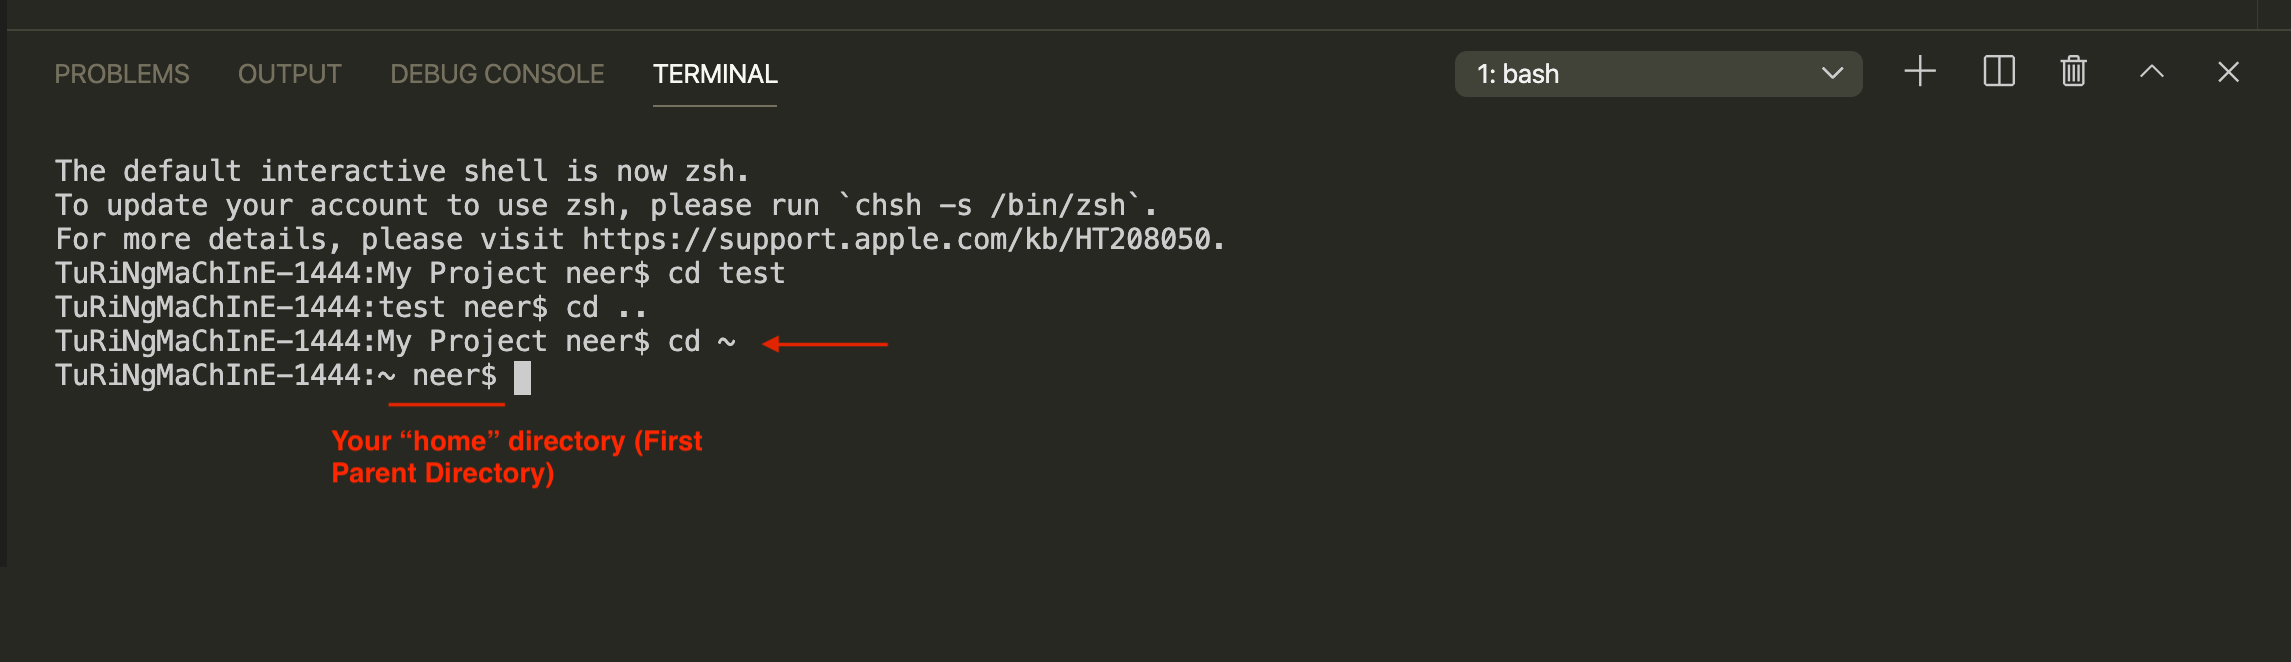 PROBLEMS OUTPUT DEBUG CONSOLE TERMINAL 1: bash
The default interactive shell is now zsh.
To update your account to use zsh, please run `chsh -s /bin/zsh`.
For more details, please visit https://support.apple.com/kb/HT208050.
TuRiNgMaChInE-1444:My Project neer$ cd test
TuRiNgMaChInE-1444:test neer$ cd ..
TuRiNgMaChInE-1444:My Project neer$ cd ~
TuRiNgMaChInE-1444:~ neer$
Your “home” directory (First
Parent Directory)